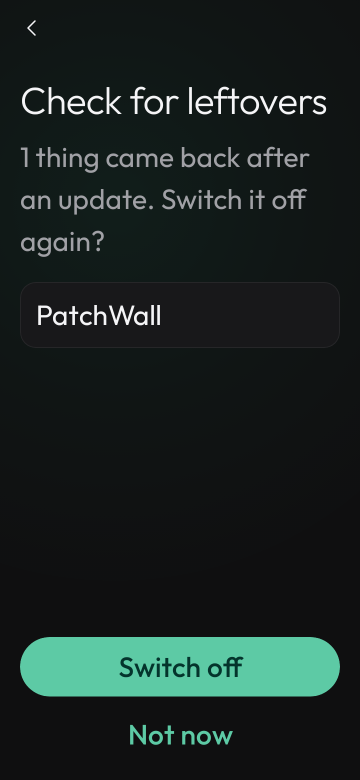 Check for leftovers
1 thing came back after
an update. Switch it off
again?
PatchWall
Switch off
Not now